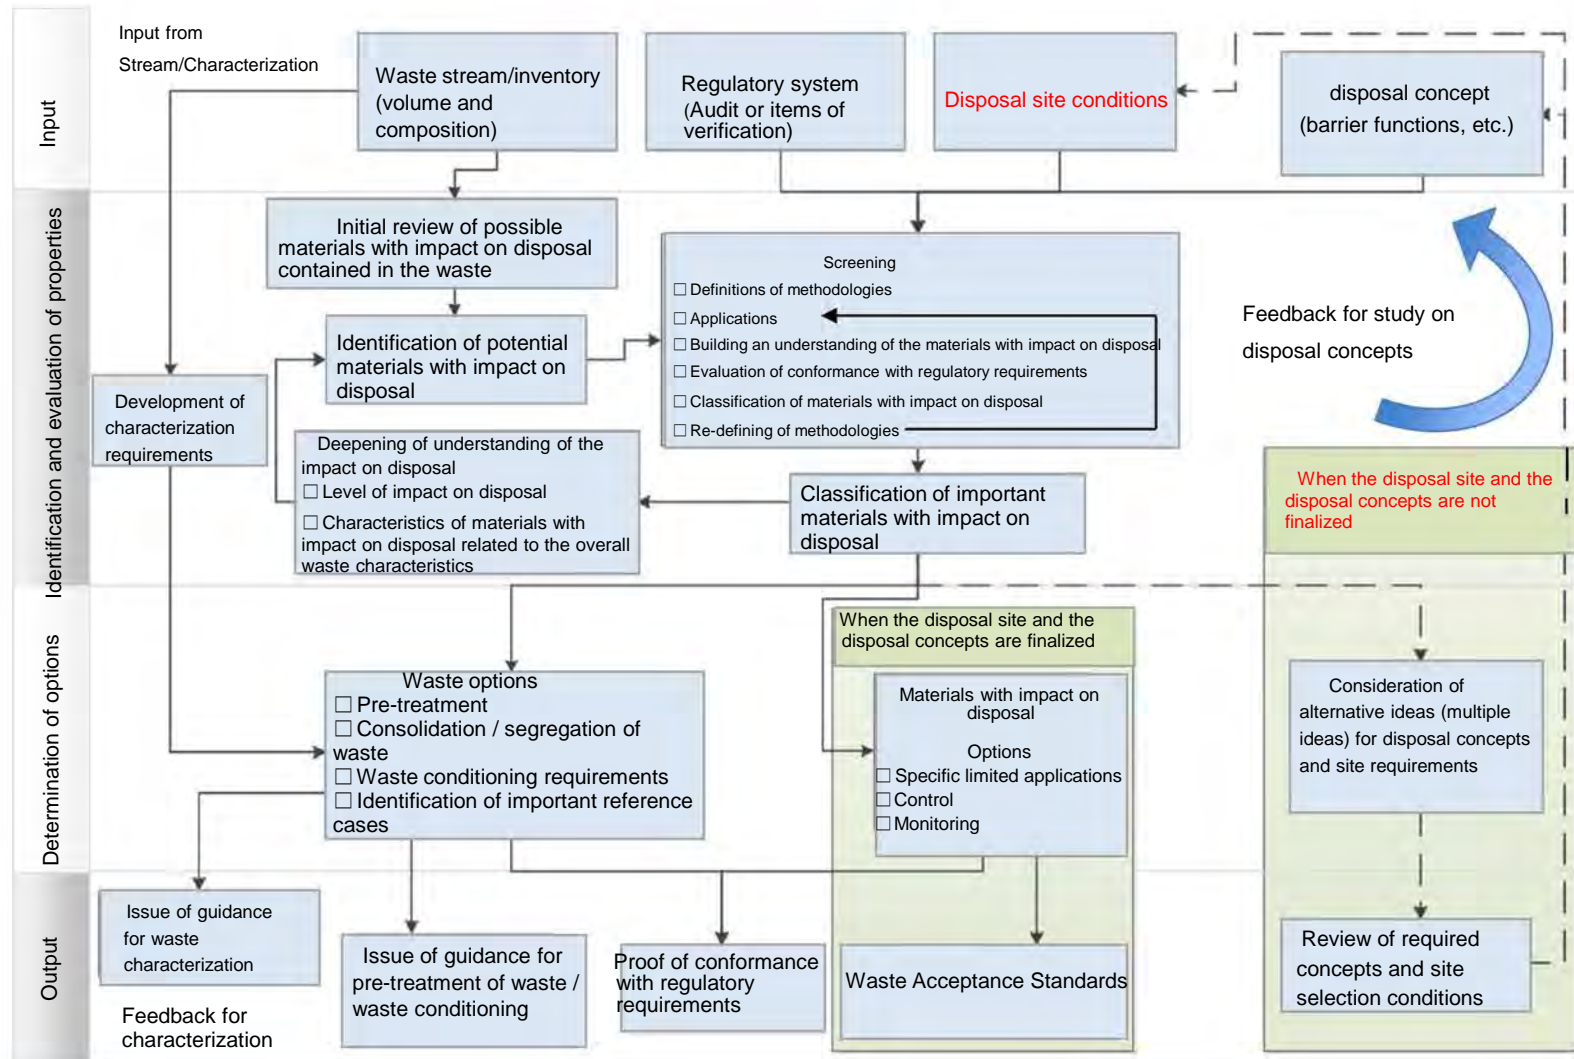 Input
Input from
Stream/Characterization
Waste stream/inventory
(volume and
composition)
Regulatory system
(Audit or items of
verification)
Disposal site conditions
disposal concept
(barrier functions, etc.)
Identification and evaluation of properties
Initial review of possible
materials with impact on disposal
contained in the waste
Identification of potential
materials with impact on
disposal
Development of
characterization
requirements
Deepening of understanding of the
impact on disposal
☐ Level of impact on disposal
☐ Characteristics of materials with
impact on disposal related to the overall
waste characteristics
Screening
☐ Definitions of methodologies
☐ Applications
☐ Building an understanding of the materials with impact on disposal
☐ Evaluation of conformance with regulatory requirements
☐ Classification of materials with impact on disposal
☐ Re-defining of methodologies
Classification of important
materials with impact on
disposal
Feedback for study on
disposal concepts
When the disposal site and the
disposal concepts are not
finalized
Determination of options
Waste options
☐ Pre-treatment
☐ Consolidation / segregation of
waste
☐ Waste conditioning requirements
☐ Identification of important reference
cases
When the disposal site and the
disposal concepts are finalized
Materials with impact on
disposal
Options
☐ Specific limited applications
☐ Control
☐ Monitoring
Consideration of
alternative ideas (multiple
ideas) for disposal concepts
and site requirements
Output
Issue of guidance
for waste
characterization
Feedback for
characterization
Issue of guidance for
pre-treatment of waste /
waste conditioning
Proof of conformance
with regulatory
requirements
Waste Acceptance Standards
Review of required
concepts and site
selection conditions